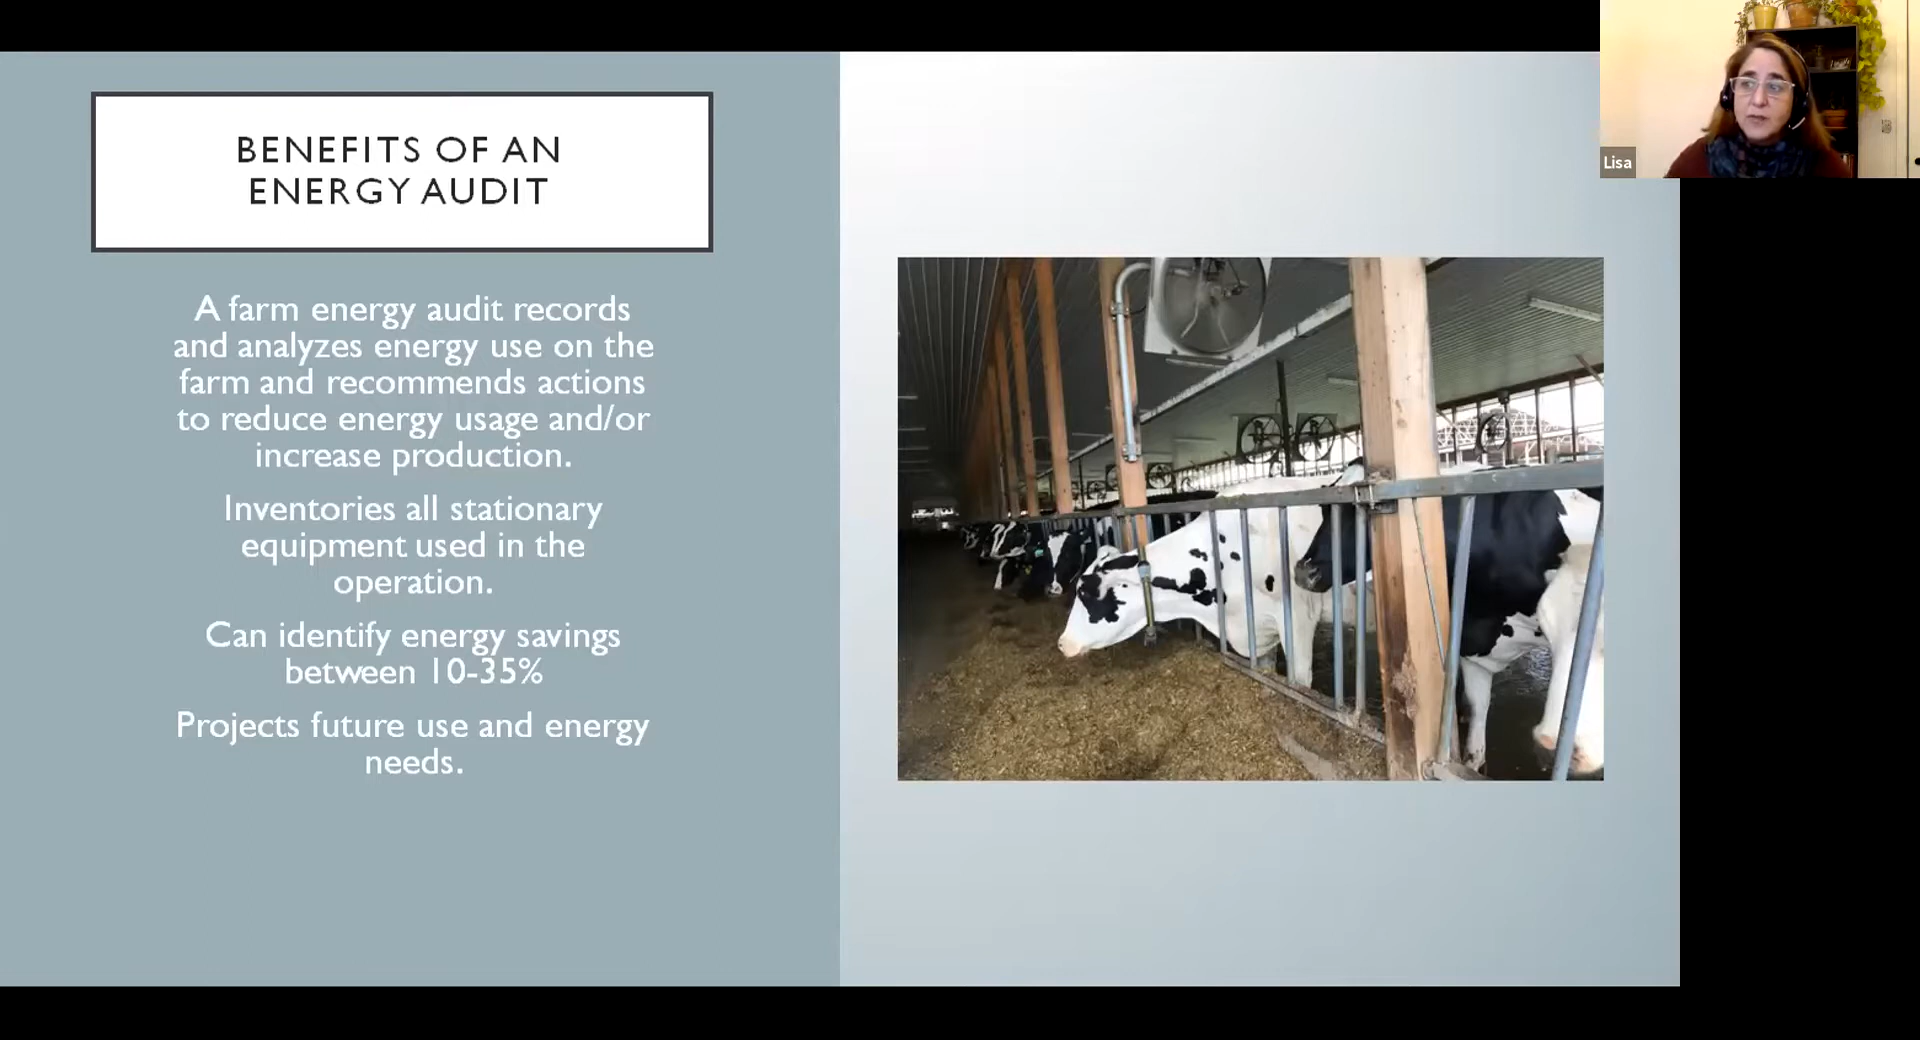 BENEFITS OF AN
ENERGY AUDIT
A farm energy audit records
and analyzes energy use on the
farm and recommends actions
to reduce energy usage and/or
increase production.
Inventories all stationary
equipment used in the
operation.
Can identify energy savings
between 10-35%
Projects future use and energy
needs.
Lisa